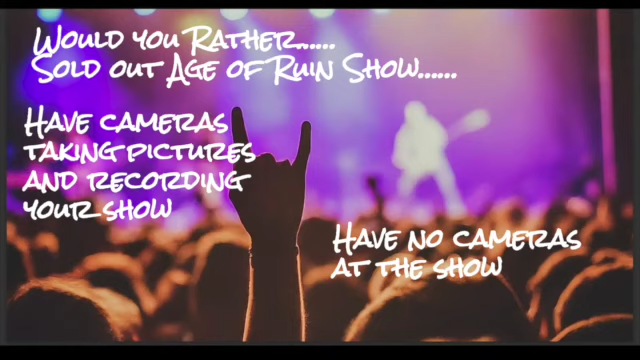 Would you Rather......
Sold out Age of Ruin Show......
Have cameras
taking pictures
and recording
your show
Have no cameras
at the show